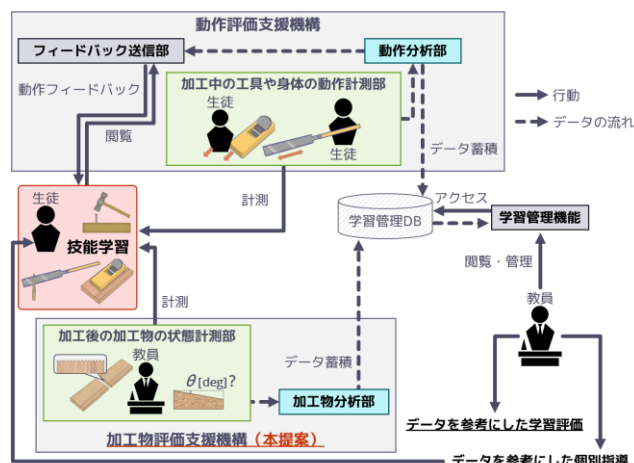 動作評価支援機構
フィードバック送信部
動作分析部
動作フィードバック
加工中の工具や身体の動作計測部
生徒
生徒
行動
データの流れ
閲覧
データ蓄積
生徒
計測
アクセス
学習管理DB
学習管理機能
技能学習
閲覧・管理
計測
教員
加工後の加工物の状態計測部
教員
データ蓄積
θ[deg]?
加工物分析部
データを参考にした学習評価
加工物評価支援機構(本提案)
データを参考にした個別指導